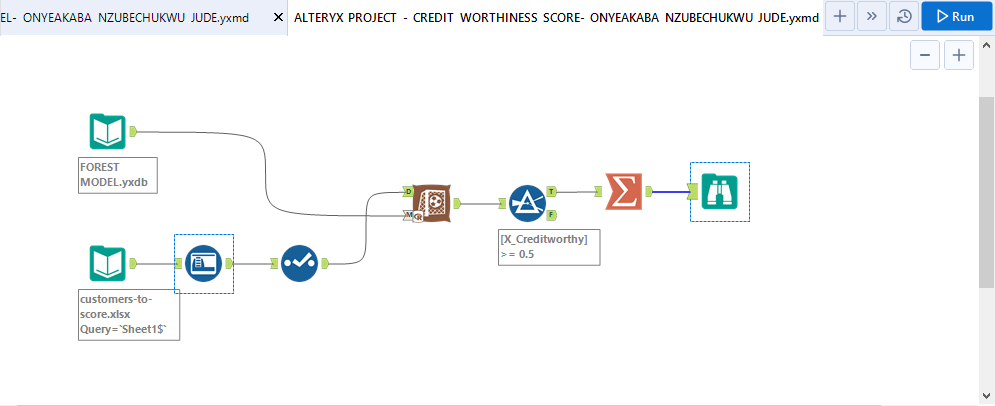 EL- ONYEAKABA NZUBECHUKWU JUDE.yxmd
ALTERYX PROJECT - CREDIT WORTHINESS SCORE- ONYEAKABA NZUBECHUKWU JUDE.yxmd
Run
FOREST
MODEL.yxdb
D
M
T
F
[X_Creditworthy]
>= 0.5
customers-to-
score.xlsx
Query=`Sheet1$`